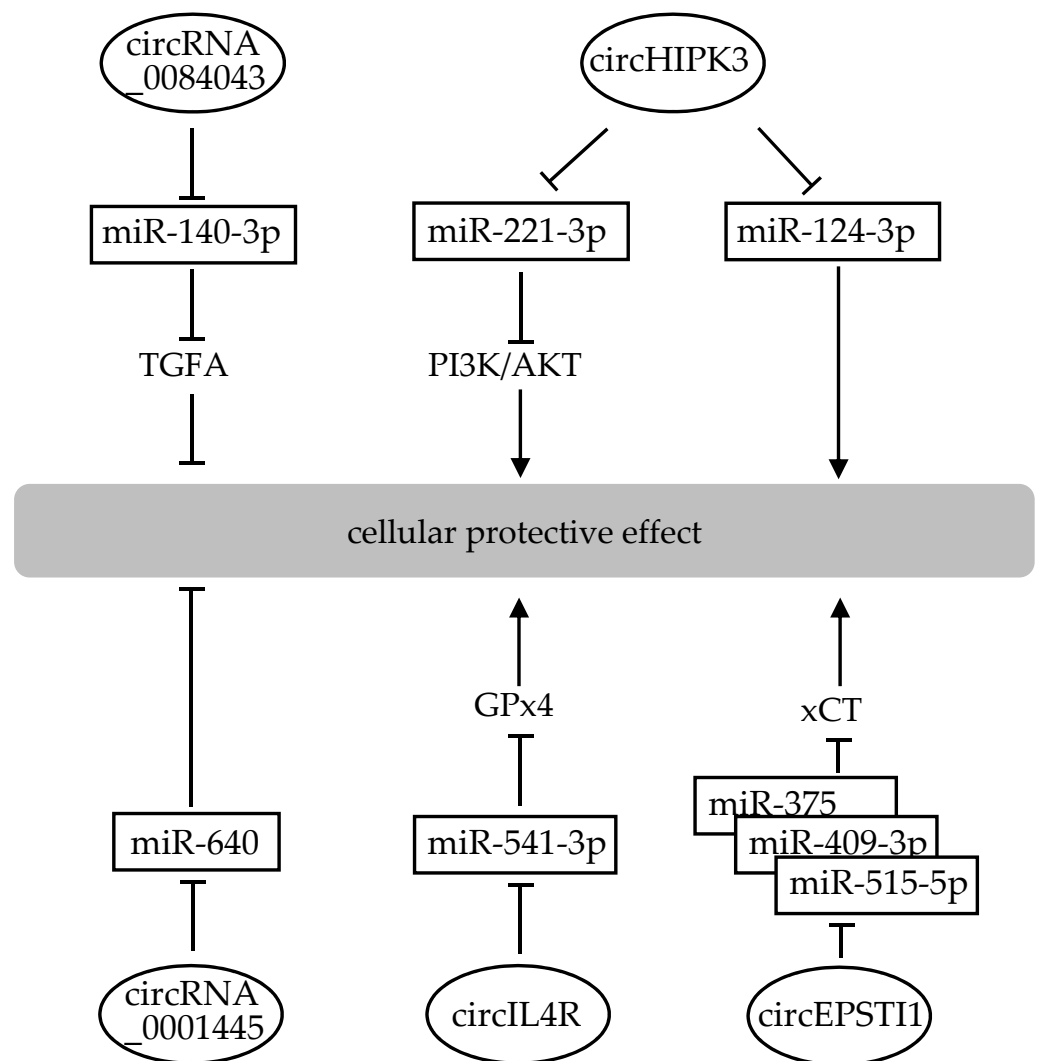 circRNA
_0084043
circHIPK3
miR-140-3p
miR-221-3p
miR-124-3p
TGFA
PI3K/AKT
cellular protective effect
GPx4
xCT
miR-375
miR-640
miR-541-3p
miR-409-3p
miR-515-5p
circRNA
_0001445
circIL4R
circEPSTI1